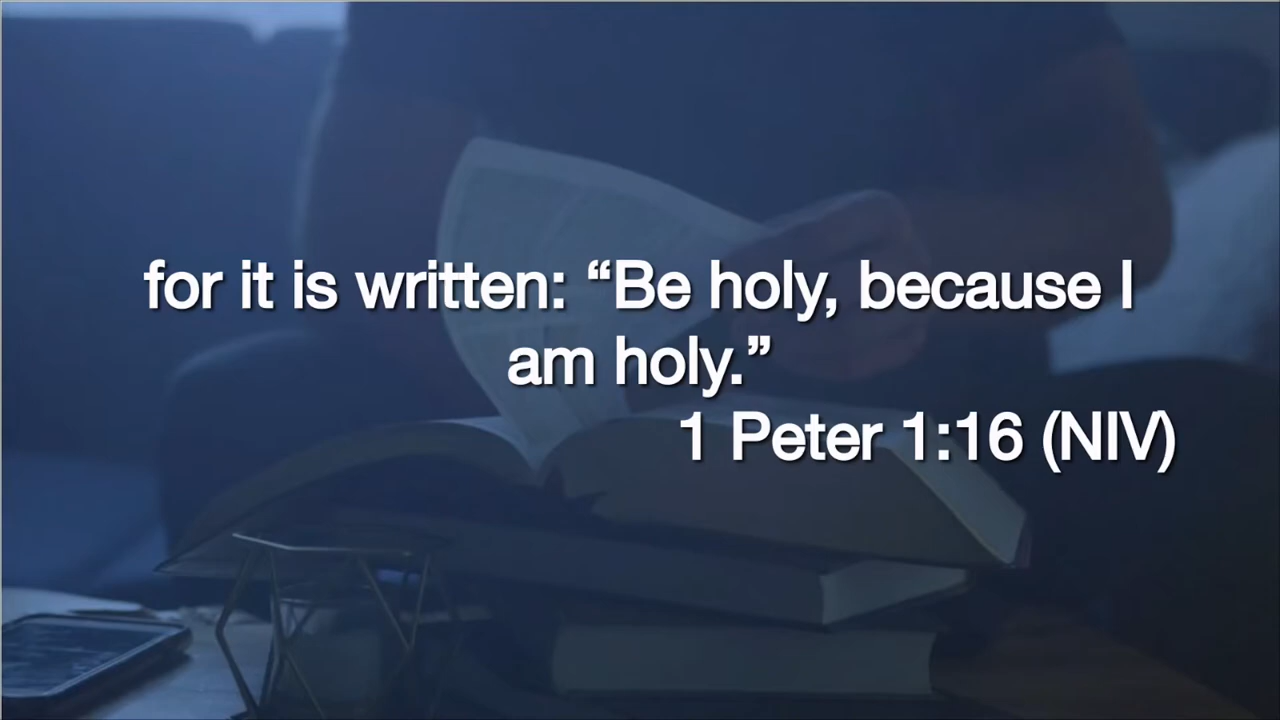 for it is written: “Be holy, because I
am holy.”
1 Peter 1:16 (NIV)